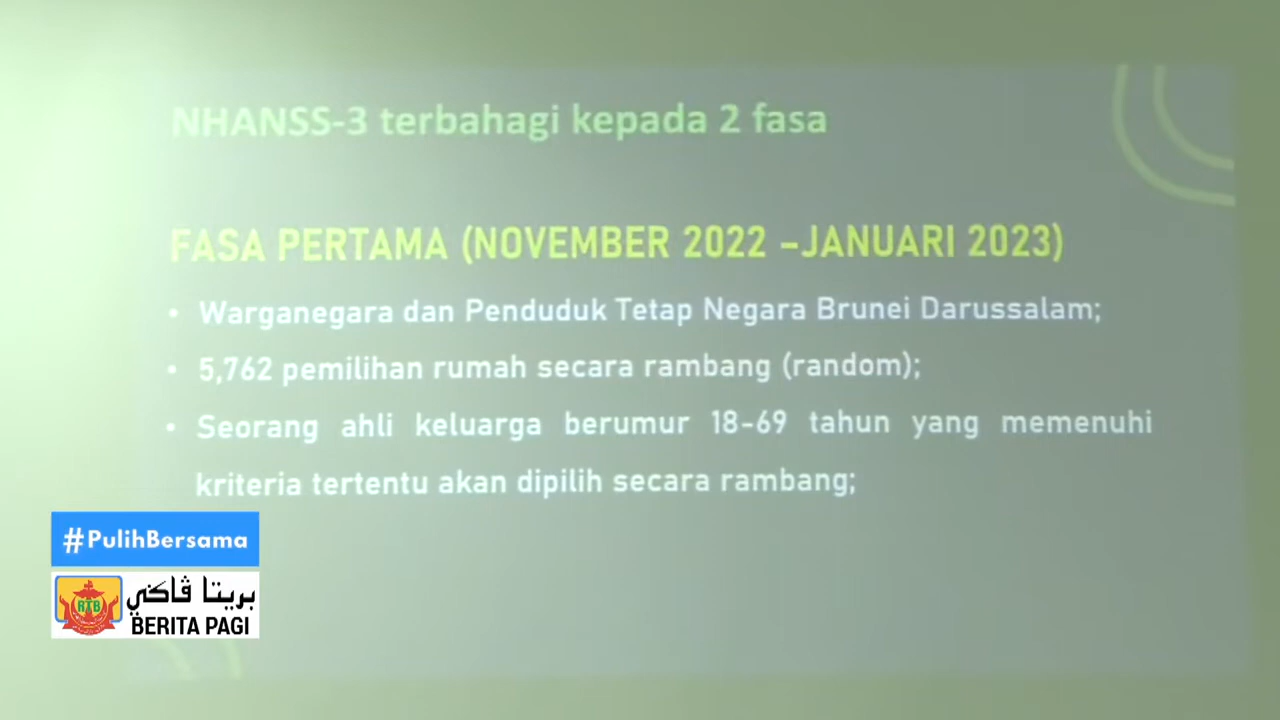 NHANSS-3 terbahagi kepada 2 fasa
FASA PERTAMA (NOVEMBER 2022 –JANUARI 2023)
• Warganegara dan Penduduk Tetap Negara Brunei Darussalam;
• 5,762 pemilihan rumah secara rambang (random);
• Seorang ahli keluarga berumur 18-69 tahun yang memenuhi
kriteria tertentu akan dipilih secara rambang;
#PulihBersama
RTB
بريتا ڤاݢي
BERITA PAGI